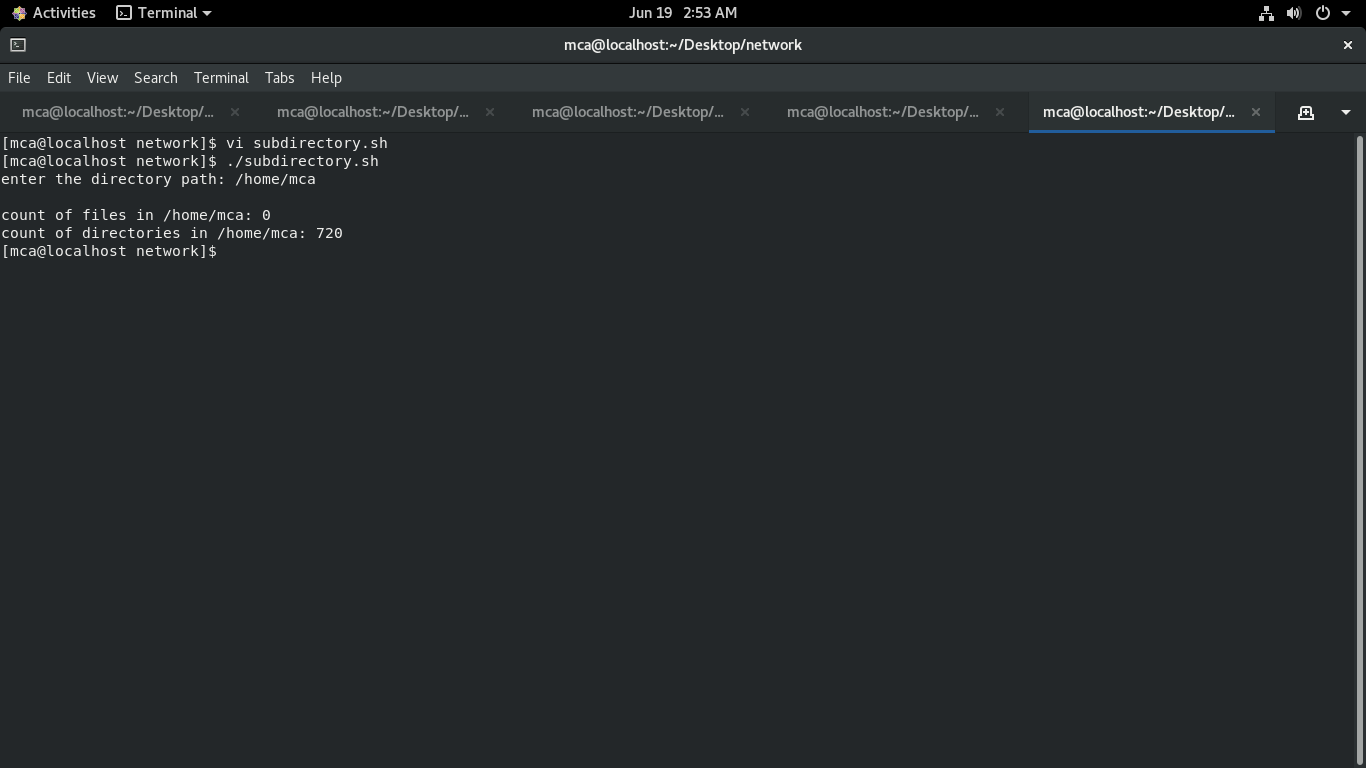 Activities Terminal Jun 19 2:53 AM
mca@localhost:~/Desktop/network
File Edit View Search Terminal Tabs Help
mca@localhost:~/Desktop/... mca@localhost:~/Desktop/... mca@localhost:~/Desktop/... mca@localhost:~/Desktop/... mca@localhost:~/Desktop/...
[mca@localhost network]$ vi subdirectory.sh
[mca@localhost network]$ ./subdirectory.sh
enter the directory path: /home/mca
count of files in /home/mca: 0
count of directories in /home/mca: 720
[mca@localhost network]$